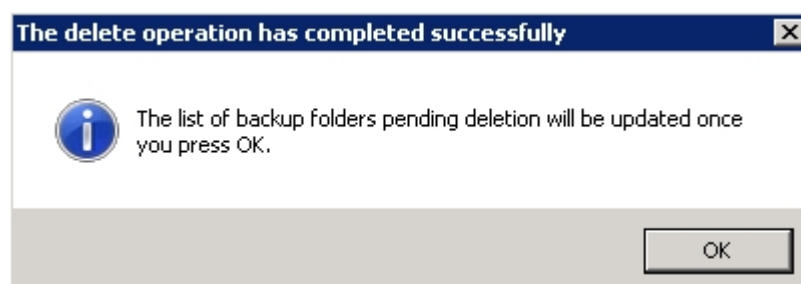 The delete operation has completed successfully
The list of backup folders pending deletion will be updated once
you press OK.
OK